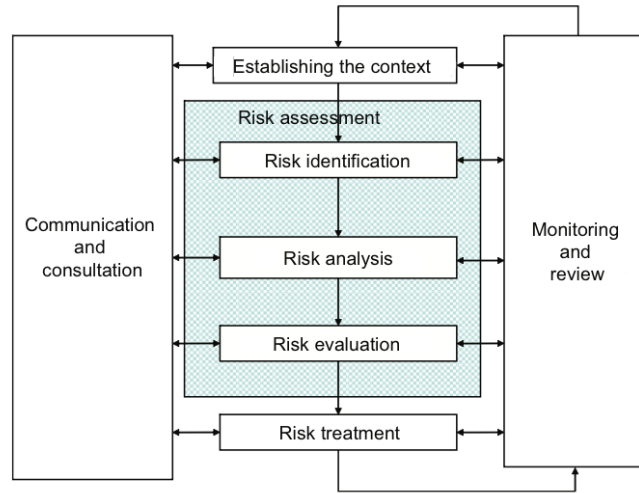 Establishing the context
Risk assessment
Risk identification
Communication
and
consultation
Risk analysis
Monitoring
and
review
Risk evaluation
Risk treatment